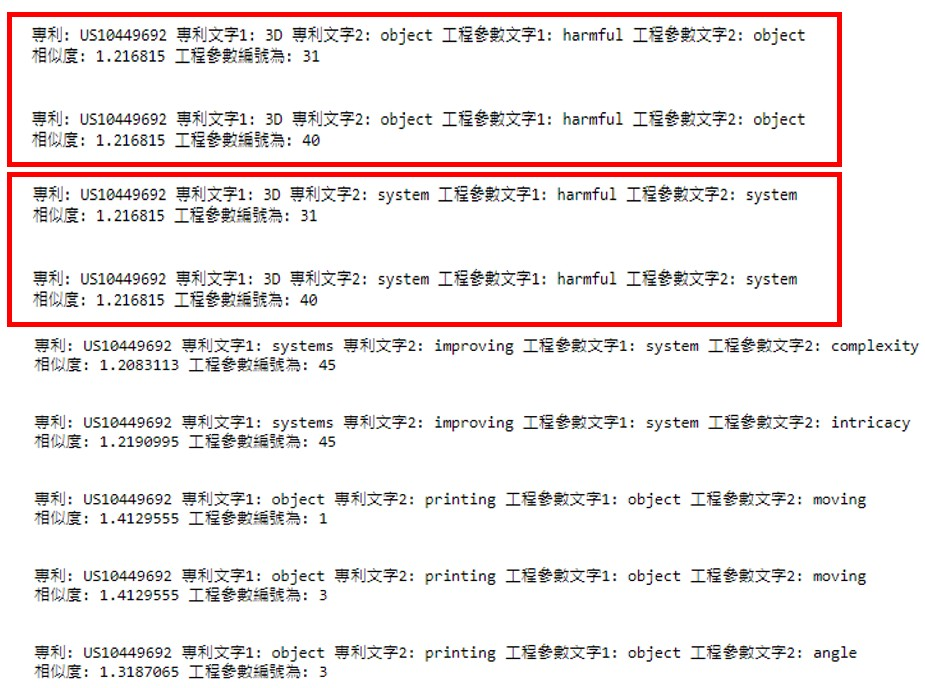 專利: US10449692 專利文字1: 3D 專利文字2: object 工程參數文字1: harmful 工程參數文字2: object
相似度: 1.216815 工程參數編號為: 31
專利: US10449692 專利文字1: 3D 專利文字2: object 工程參數文字1: harmful 工程參數文字2: object
相似度: 1.216815 工程參數編號為: 40
專利: US10449692 專利文字1: 3D 專利文字2: system 工程參數文字1: harmful 工程參數文字2: system
相似度: 1.216815 工程參數編號為: 31
專利: US10449692 專利文字1: 3D 專利文字2: system 工程參數文字1: harmful 工程參數文字2: system
相似度: 1.216815 工程參數編號為: 40
專利: US10449692 專利文字1: systems 專利文字2: improving 工程參數文字1: system 工程參數文字2: complexity
相似度: 1.2083113 工程參數編號為: 45
專利: US10449692 專利文字1: systems 專利文字2: improving 工程參數文字1: system 工程參數文字2: intricacy
相似度: 1.2190995 工程參數編號為: 45
專利: US10449692 專利文字1: object 專利文字2: printing 工程參數文字1: object 工程參數文字2: moving
相似度: 1.4129555 工程參數編號為: 1
專利: US10449692 專利文字1: object 專利文字2: printing 工程參數文字1: object 工程參數文字2: moving
相似度: 1.4129555 工程參數編號為: 3
專利: US10449692 專利文字1: object 專利文字2: printing 工程參數文字1: object 工程參數文字2: angle
相似度: 1.3187065 工程參數編號為: 3